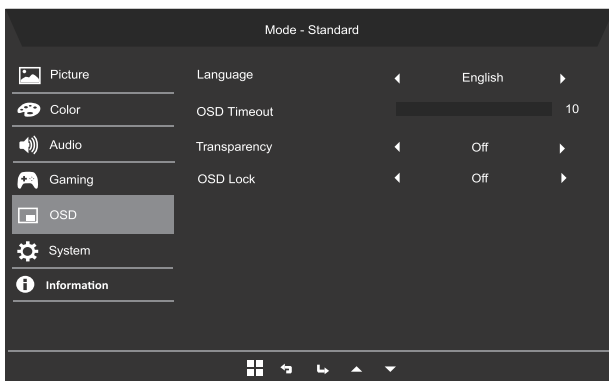 Mode - Standard
Picture
Color
Audio
Gaming
OSD
System
Information
Language English
OSD Timeout 10
Transparency Off
OSD Lock Off